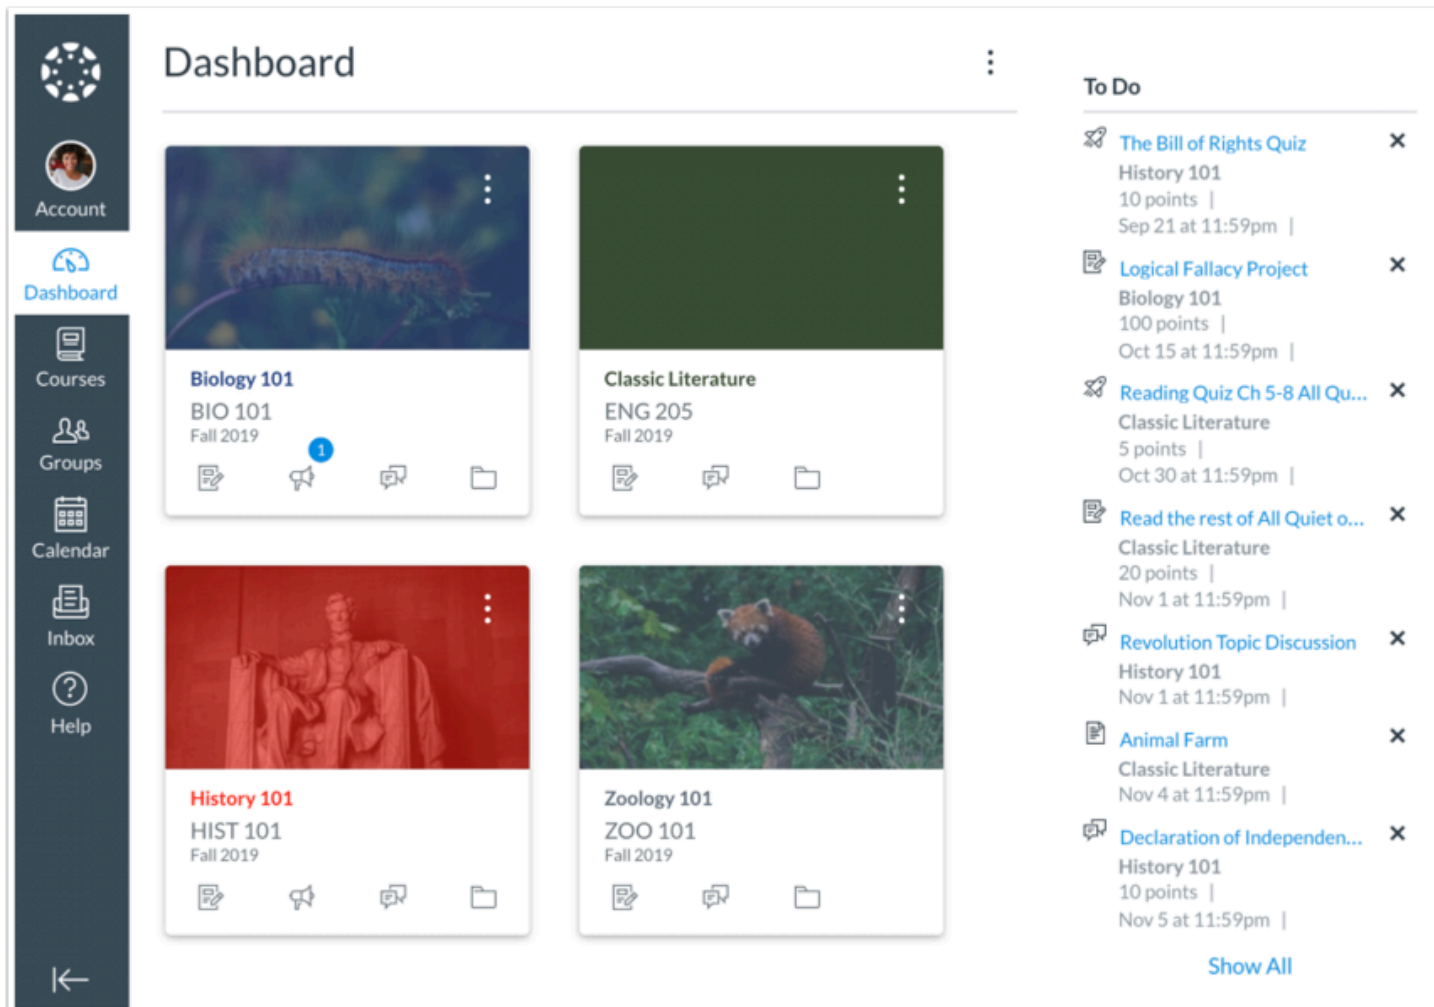 Account
Dashboard
Courses
Groups
Calendar
Inbox
Help
Dashboard
Biology 101
BIO 101
Fall 2019
1
Classic Literature
ENG 205
Fall 2019
History 101
HIST 101
Fall 2019
Zoology 101
ZOO 101
Fall 2019
To Do
The Bill of Rights Quiz
History 101
10 points |
Sep 21 at 11:59pm |
Logical Fallacy Project
Biology 101
100 points |
Oct 15 at 11:59pm |
Reading Quiz Ch 5-8 All Qu...
Classic Literature
5 points |
Oct 30 at 11:59pm |
Read the rest of All Quiet o...
Classic Literature
20 points |
Nov 1 at 11:59pm |
Revolution Topic Discussion
History 101
Nov 1 at 11:59pm |
Animal Farm
Classic Literature
Nov 4 at 11:59pm |
Declaration of Independen...
History 101
10 points |
Nov 5 at 11:59pm |
Show All